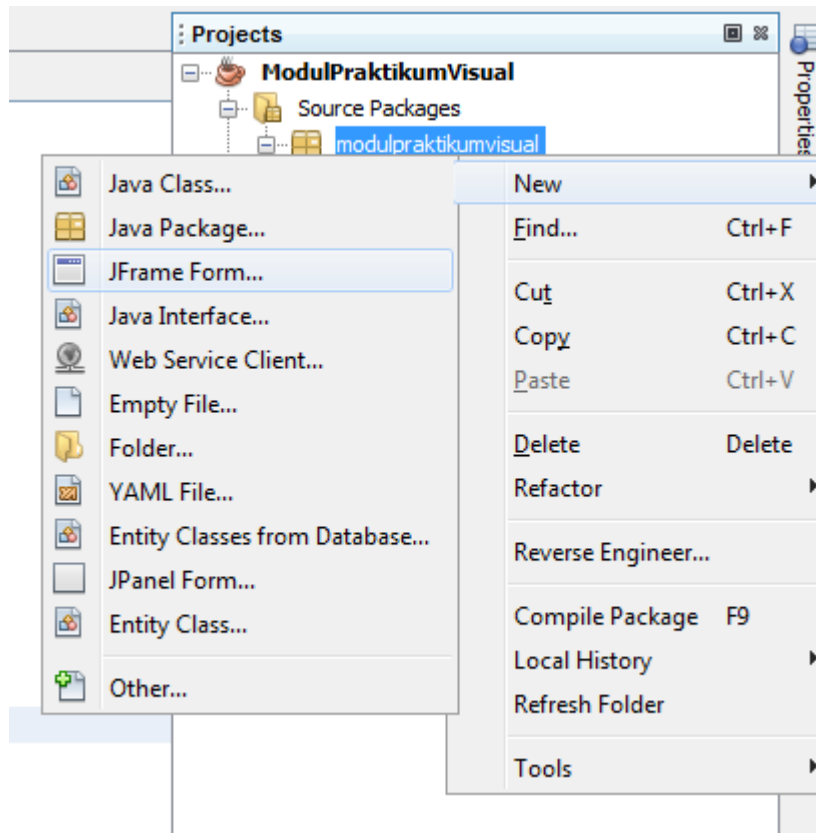 Projects
ModulPraktikumVisual
Source Packages
modulpraktikumvisual
Properties
Java Class...
Java Package...
JFrame Form...
Java Interface...
Web Service Client...
Empty File...
Folder...
YAML File...
Entity Classes from Database...
JPanel Form...
Entity Class...
Other...
New
Find... Ctrl+F
Cut Ctrl+X
Copy Ctrl+C
Paste Ctrl+V
Delete Delete
Refactor
Reverse Engineer...
Compile Package F9
Local History
Refresh Folder
Tools